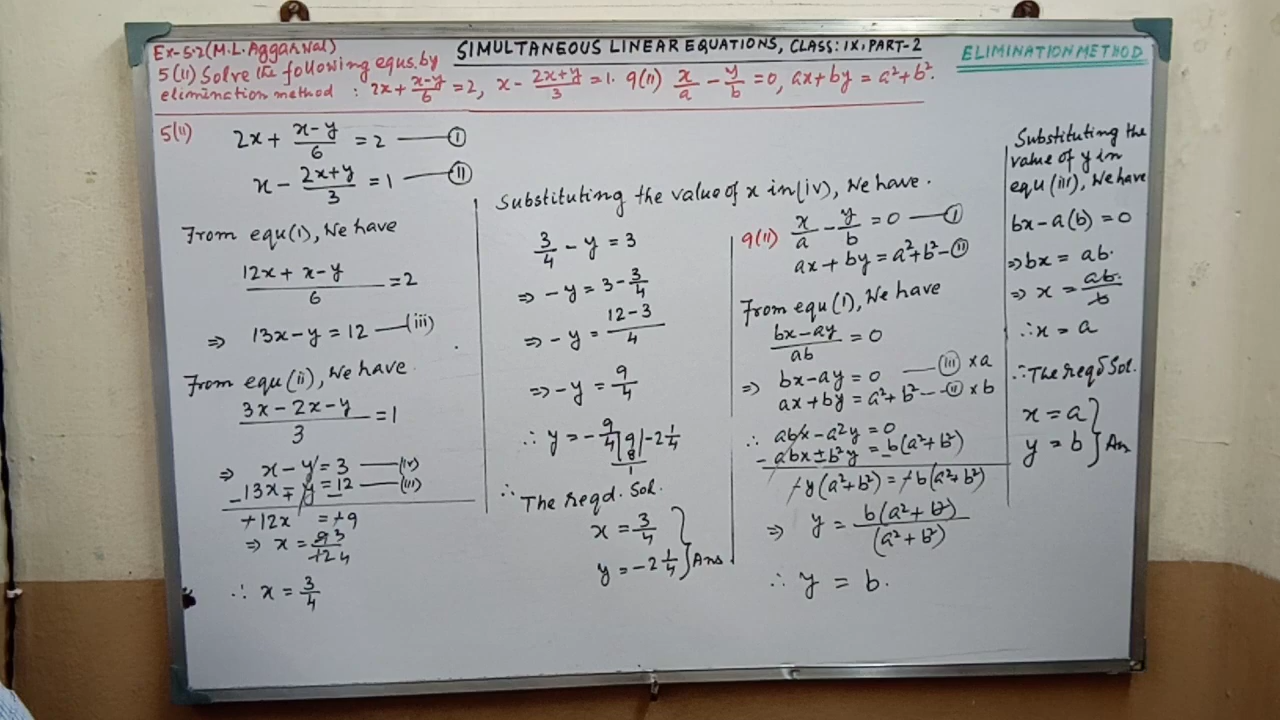 Ex-5.2 (M.L. Aggarwal)
SIMULTANEOUS LINEAR EQUATIONS, CLASS: IX, PART-2
ELIMINATION METHOD
5(ii) Solve the following equs. by
elimination method : 2x + (x-y)/6 = 2, x - (2x+y)/3 = 1. 9(ii) x/a - y/b = 0, ax + by = a² + b².
5(ii)
2x + (x-y)/6 = 2 —— (i)
x - (2x+y)/3 = 1 —— (ii)
From equ(i), We have
(12x + x-y)/6 = 2
⇒ 13x - y = 12 —— (iii)
From equ(ii), We have
(3x - 2x - y)/3 = 1
⇒ x - y = 3 —— (iv)
-13x ∓ y = -12 —— (iii)
+12x = +9
⇒ x = 93/+124
∴ x = 3/4
Substituting the value of x in (iv), We have.
3/4 - y = 3
⇒ - y = 3 - 3/4
⇒ - y = (12 - 3)/4
⇒ - y = 9/4
∴ y = - 9/4 4|9|-2 1/4
8
1
∴ The reqd. Sol.
x = 3/4
y = -2 1/4 } Ans.
9(ii) x/a - y/b = 0 —— (i)
ax + by = a² + b² - (ii)
From equ(i), We have
(bx - ay)/ab = 0
⇒ bx - ay = 0 —— (iii) × a
ax + by = a² + b² —— (ii) × b
∴ abx - a²y = 0
- abx ± b²y = - b(a² + b²)
-y(a² + b²) = -b(a² + b²)
⇒ y = b(a² + b²)/(a² + b²)
∴ y = b.
Substituting the
value of y in
equ(iii), We have
bx - a(b) = 0
⇒ bx = ab.
⇒ x = ab/b
∴ x = a
∴ The reqd Sol.
x = a
y = b } An